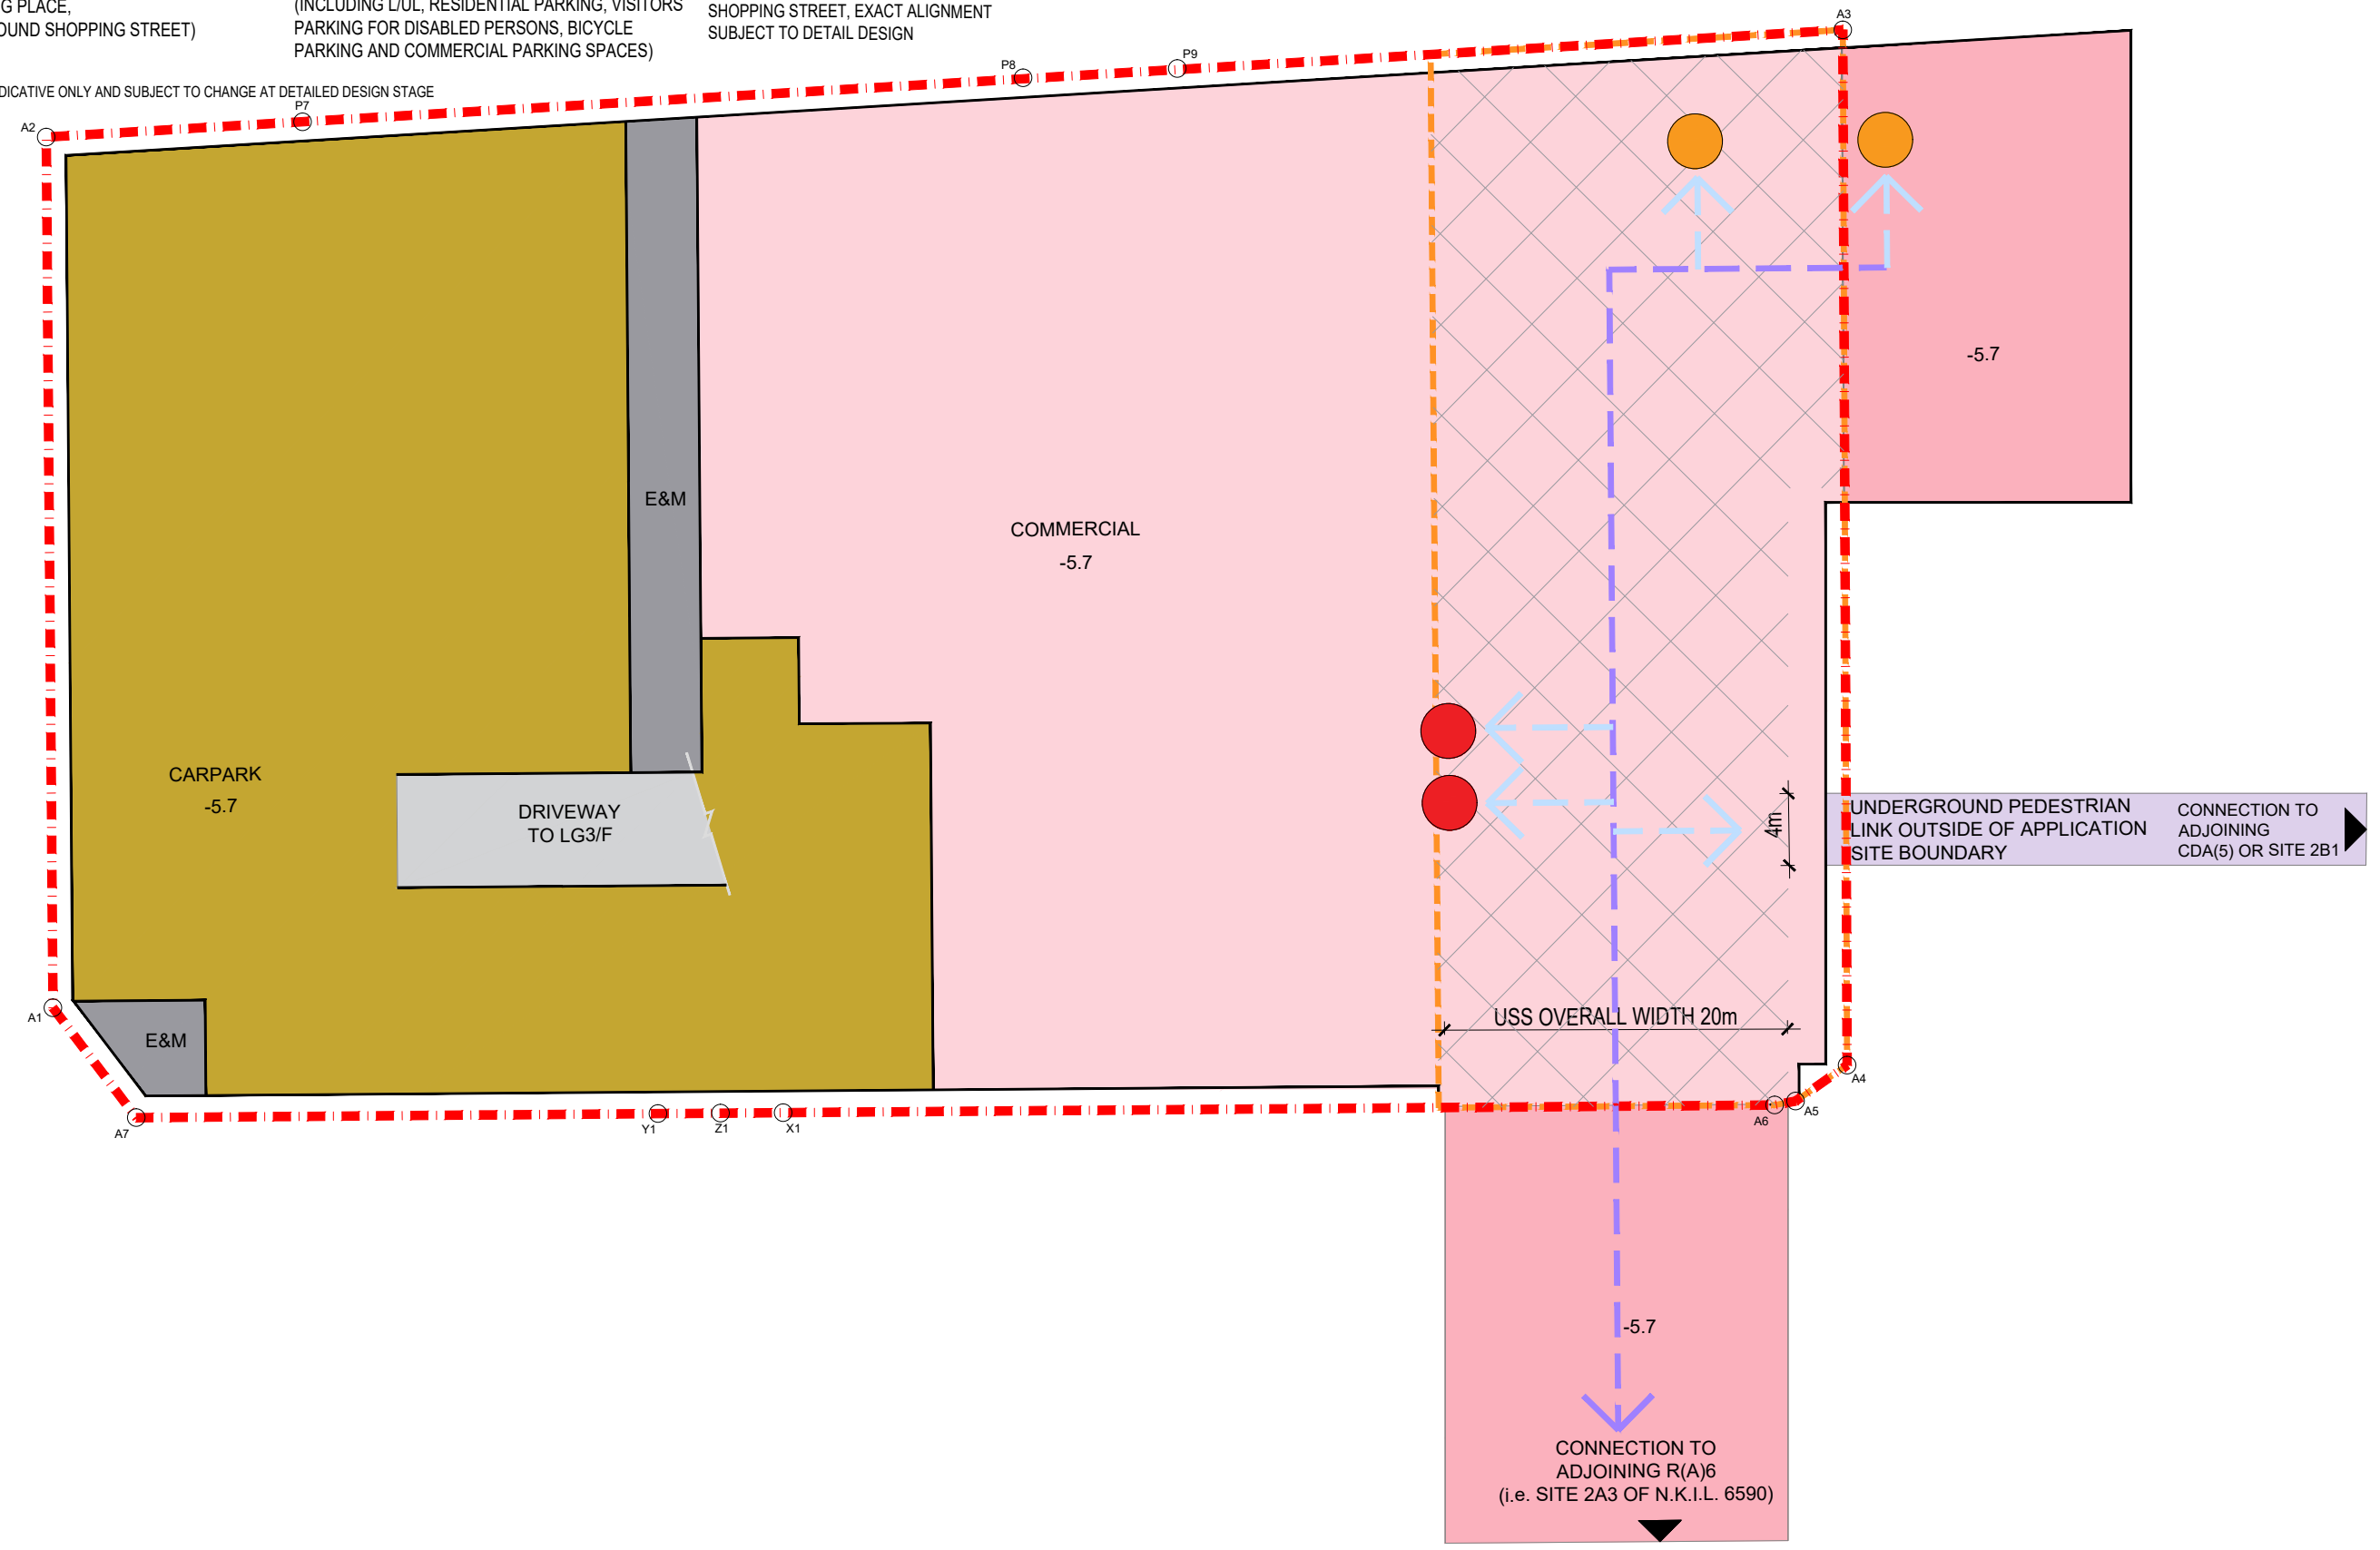 G PLACE,
OUND SHOPPING STREET)
(INCLUDING L/UL, RESIDENTIAL PARKING, VISITORS
PARKING FOR DISABLED PERSONS, BICYCLE
PARKING AND COMMERCIAL PARKING SPACES)
SHOPPING STREET, EXACT ALIGNMENT
SUBJECT TO DETAIL DESIGN
DICATIVE ONLY AND SUBJECT TO CHANGE AT DETAILED DESIGN STAGE
A2
P7
P8
P9
A3
-5.7
E&M
COMMERCIAL
-5.7
CARPARK
-5.7
DRIVEWAY
TO LG3/F
4m
UNDERGROUND PEDESTRIAN
LINK OUTSIDE OF APPLICATION
SITE BOUNDARY
CONNECTION TO
ADJOINING
CDA(5) OR SITE 2B1
A1
E&M
USS OVERALL WIDTH 20m
A4
A5
A6
A7
Y1
Z1
X1
-5.7
CONNECTION TO
ADJOINING R(A)6
(i.e. SITE 2A3 OF N.K.I.L. 6590)